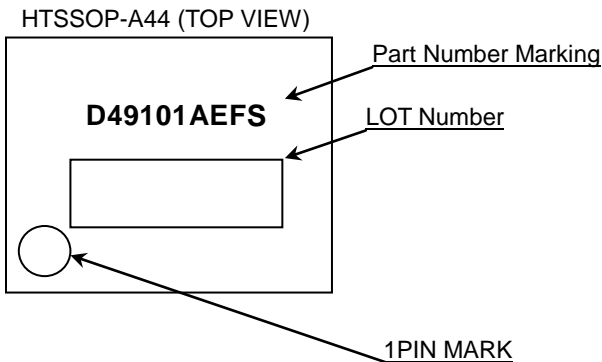 HTSSOP-A44 (TOP VIEW)
Part Number Marking
D49101AEFS
LOT Number
1PIN MARK